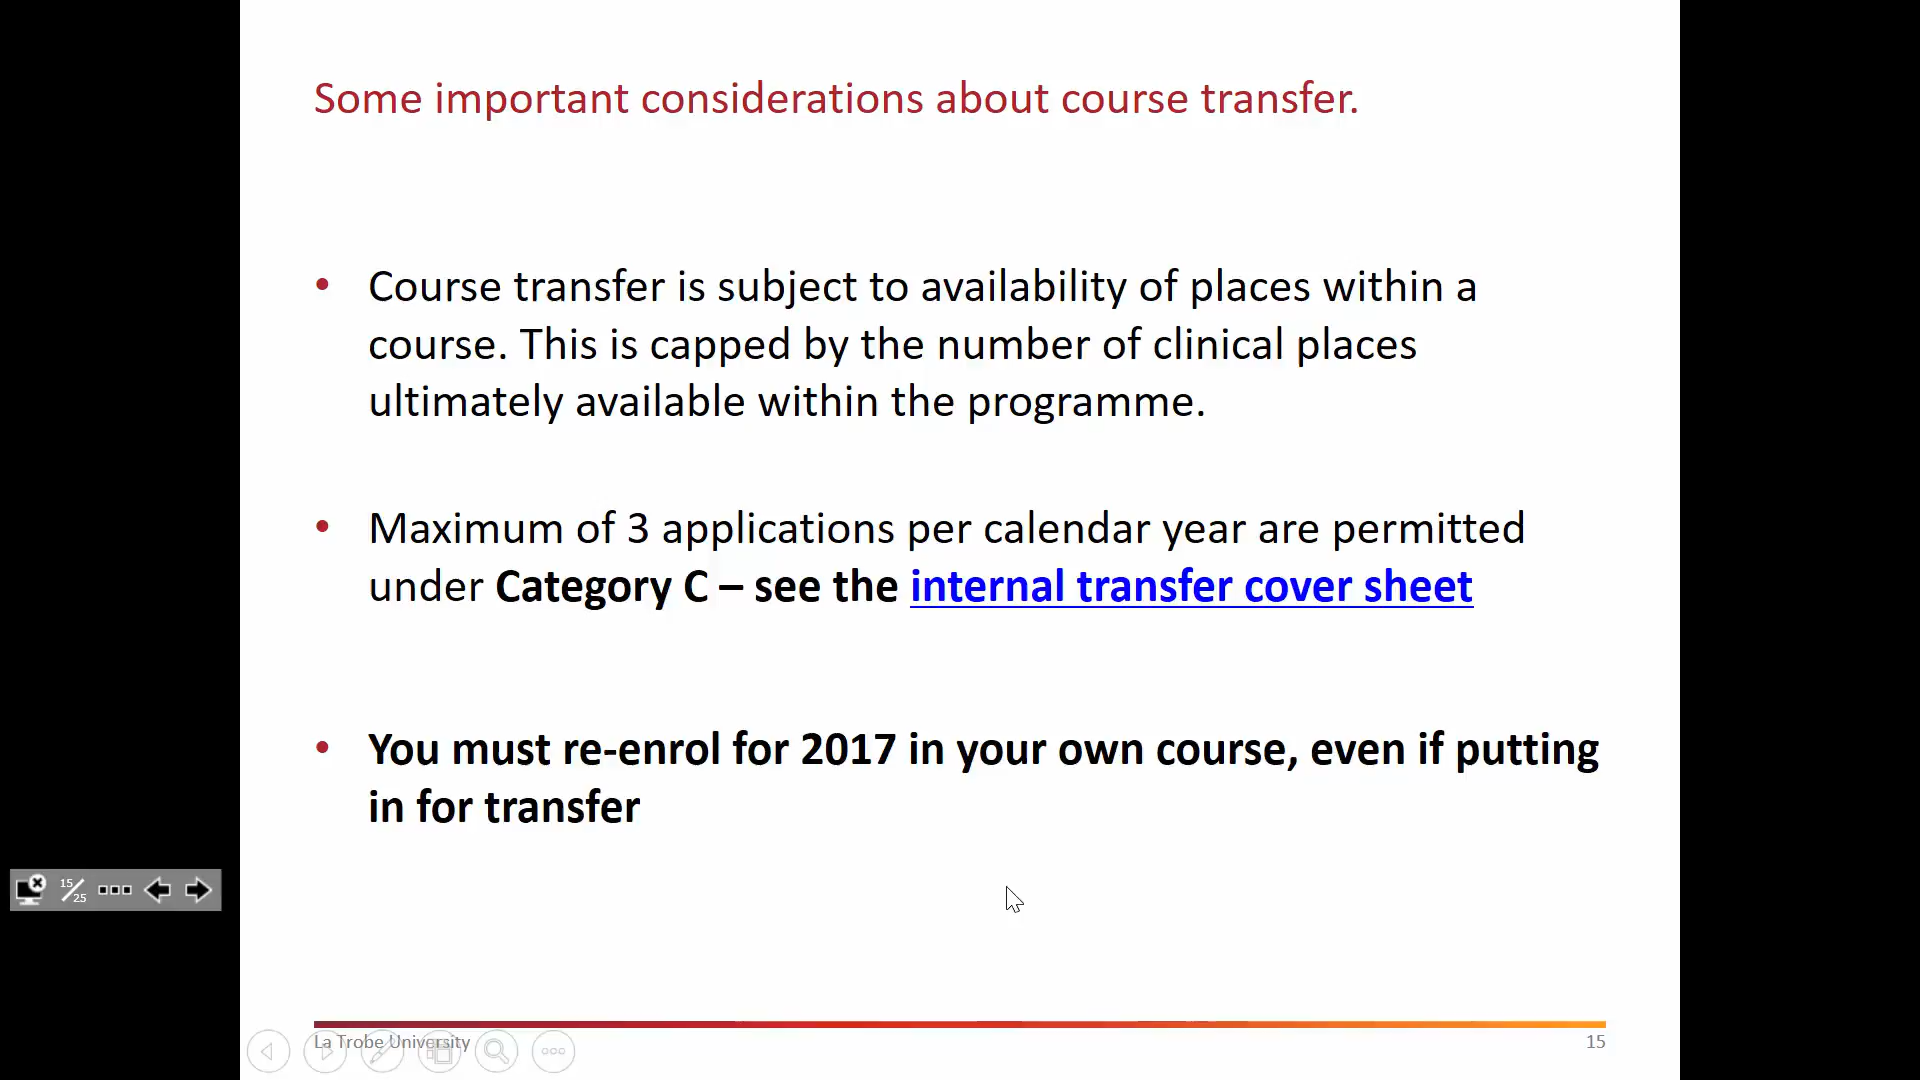 Some important considerations about course transfer.
• Course transfer is subject to availability of places within a
course. This is capped by the number of clinical places
ultimately available within the programme.
• Maximum of 3 applications per calendar year are permitted
under Category C – see the internal transfer cover sheet
• You must re-enrol for 2017 in your own course, even if putting
in for transfer
15/25
La Trobe University
15